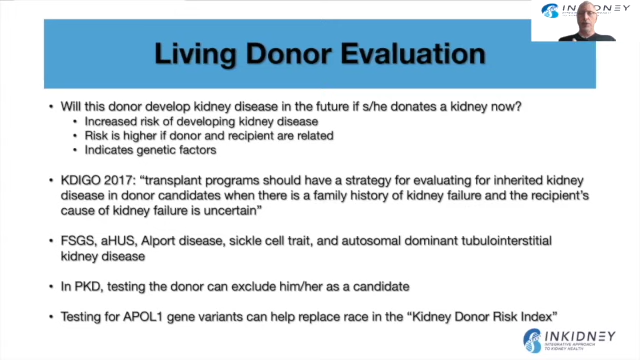 INKIDNEY
Living Donor Evaluation
• Will this donor develop kidney disease in the future if s/he donates a kidney now?
• Increased risk of developing kidney disease
• Risk is higher if donor and recipient are related
• Indicates genetic factors
• KDIGO 2017: “transplant programs should have a strategy for evaluating for inherited kidney
disease in donor candidates when there is a family history of kidney failure and the recipient's
cause of kidney failure is uncertain”
• FSGS, aHUS, Alport disease, sickle cell trait, and autosomal dominant tubulointerstitial
kidney disease
• In PKD, testing the donor can exclude him/her as a candidate
• Testing for APOL1 gene variants can help replace race in the “Kidney Donor Risk Index”
INKIDNEY
INTEGRATIVE APPROACH
TO KIDNEY HEALTH